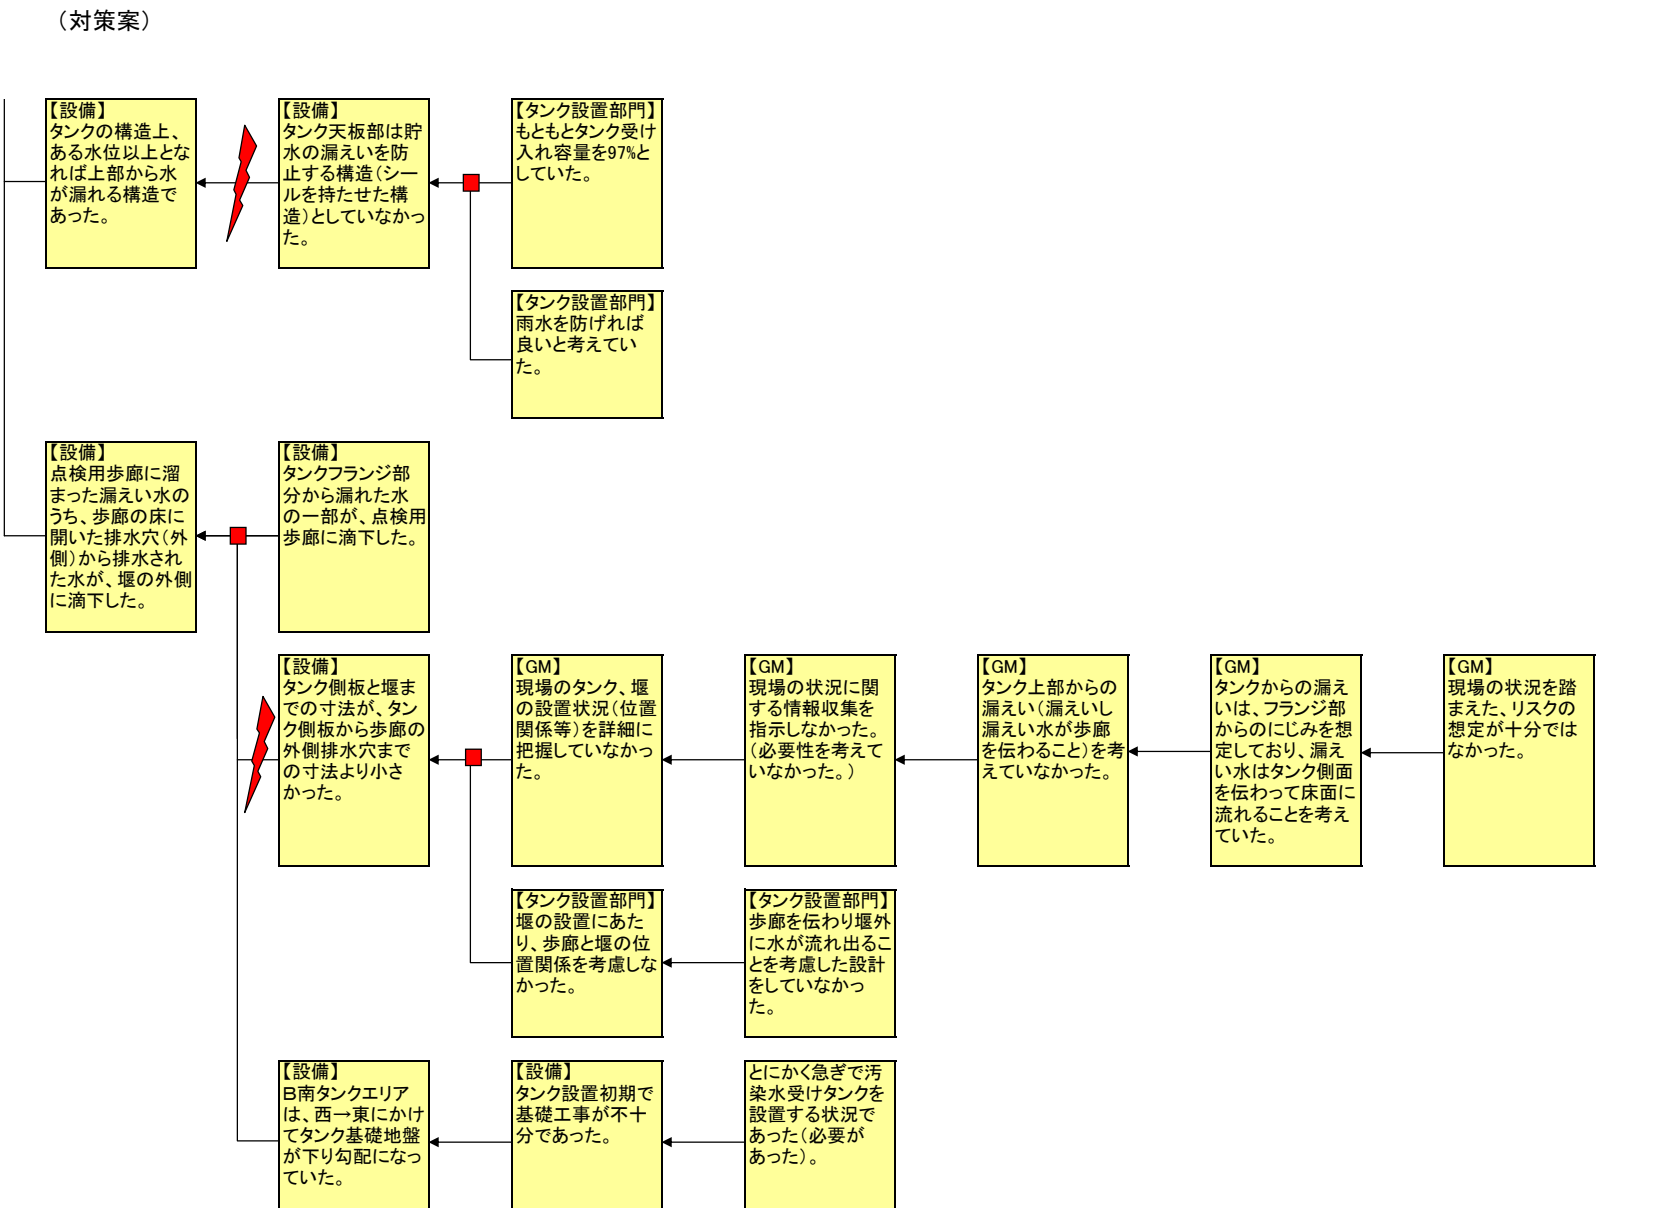 （対策案）
【設備】
タンクの構造上、
ある水位以上とな
れば上部から水
が漏れる構造で
あった。
【設備】
タンク天板部は貯
水の漏えいを防
止する構造（シー
ルを持たせた構
造）としていなかっ
た。
【タンク設置部門】
もともとタンク受け
入れ容量を97%と
していた。
【タンク設置部門】
雨水を防げれば
良いと考えてい
た。
【設備】
点検用歩廊に溜
まった漏えい水の
うち、歩廊の床に
開いた排水穴（外
側）から排水され
た水が、堰の外側
に滴下した。
【設備】
タンクフランジ部
分から漏れた水
の一部が、点検用
歩廊に滴下した。
【設備】
タンク側板と堰ま
での寸法が、タン
ク側板から歩廊の
外側排水穴まで
の寸法より小さ
かった。
【GM】
現場のタンク、堰
の設置状況（位置
関係等）を詳細に
把握していなかっ
た。
【GM】
現場の状況に関
する情報収集を
指示しなかった。
（必要性を考えて
いなかった。）
【GM】
タンク上部からの
漏えい（漏えいし
漏えい水が歩廊
を伝わること）を考
えていなかった。
【GM】
タンクからの漏え
いは、フランジ部
からのにじみを想
定しており、漏え
い水はタンク側面
を伝わって床面に
流れることを考え
ていた。
【GM】
現場の状況を踏
まえた、リスクの
想定が十分では
なかった。
【タンク設置部門】
堰の設置にあた
り、歩廊と堰の位
置関係を考慮しな
かった。
【タンク設置部門】
歩廊を伝わり堰外
に水が流れ出るこ
とを考慮した設計
をしていなかっ
た。
【設備】
B南タンクエリア
は、西→東にかけ
てタンク基礎地盤
が下り勾配になっ
ていた。
【設備】
タンク設置初期で
基礎工事が不十
分であった。
とにかく急ぎで汚
染水受けタンクを
設置する状況で
あった（必要が
あった）。